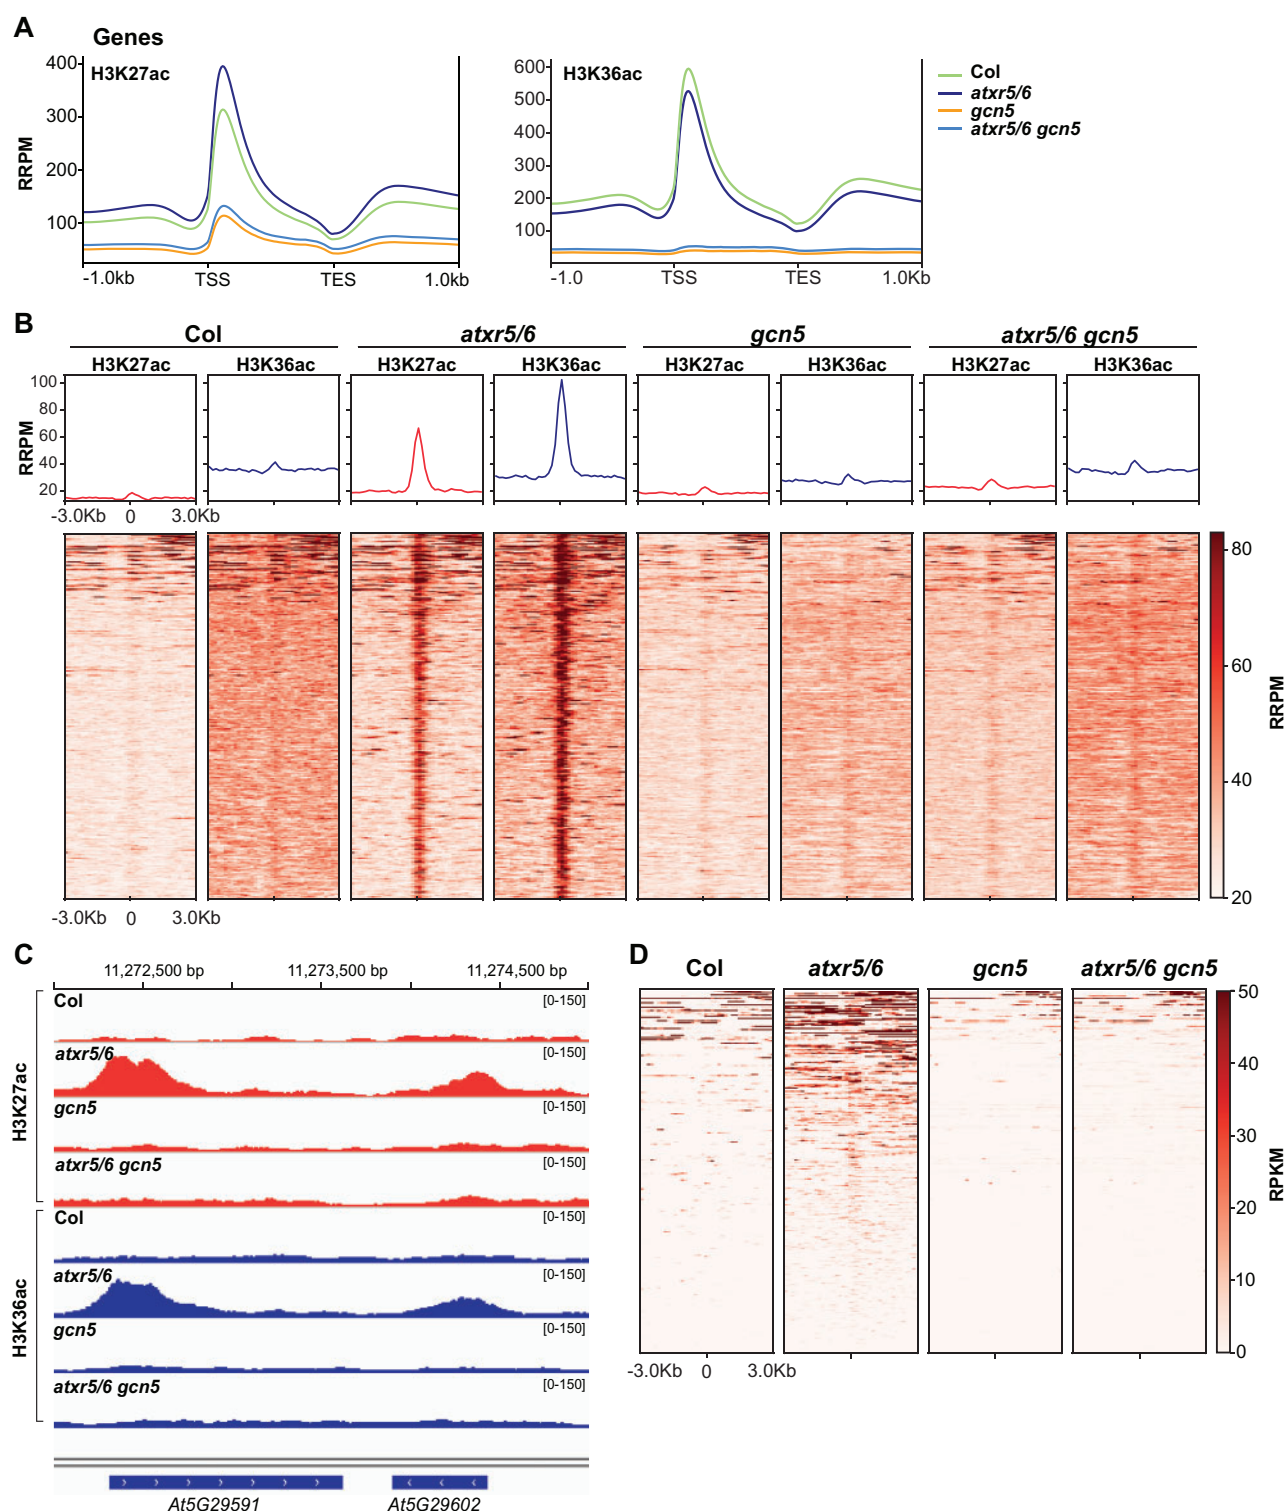 A
Genes
H3K27ac
H3K36ac
RRPM
400
300
200
100
-1.0kb
TSS
TES
1.0kb
600
500
400
300
200
100
-1.0
TSS
TES
1.0Kb
Col
atxr5/6
gcn5
atxr5/6 gcn5
B
Col
atxr5/6
gcn5
atxr5/6 gcn5
H3K27ac
H3K36ac
H3K27ac
H3K36ac
H3K27ac
H3K36ac
H3K27ac
H3K36ac
RRPM
100
80
60
40
20
-3.0Kb
0
3.0Kb
80
60
40
20
RRPM
-3.0Kb
0
3.0Kb
C
11,272,500 bp
11,273,500 bp
11,274,500 bp
H3K27ac
Col
[0-150]
atxr5/6
[0-150]
gcn5
[0-150]
atxr5/6 gcn5
[0-150]
H3K36ac
Col
[0-150]
atxr5/6
[0-150]
gcn5
[0-150]
atxr5/6 gcn5
[0-150]
At5G29591
At5G29602
D
Col
atxr5/6
gcn5
atxr5/6 gcn5
50
40
30
20
10
0
RPKM
-3.0Kb
0
3.0Kb